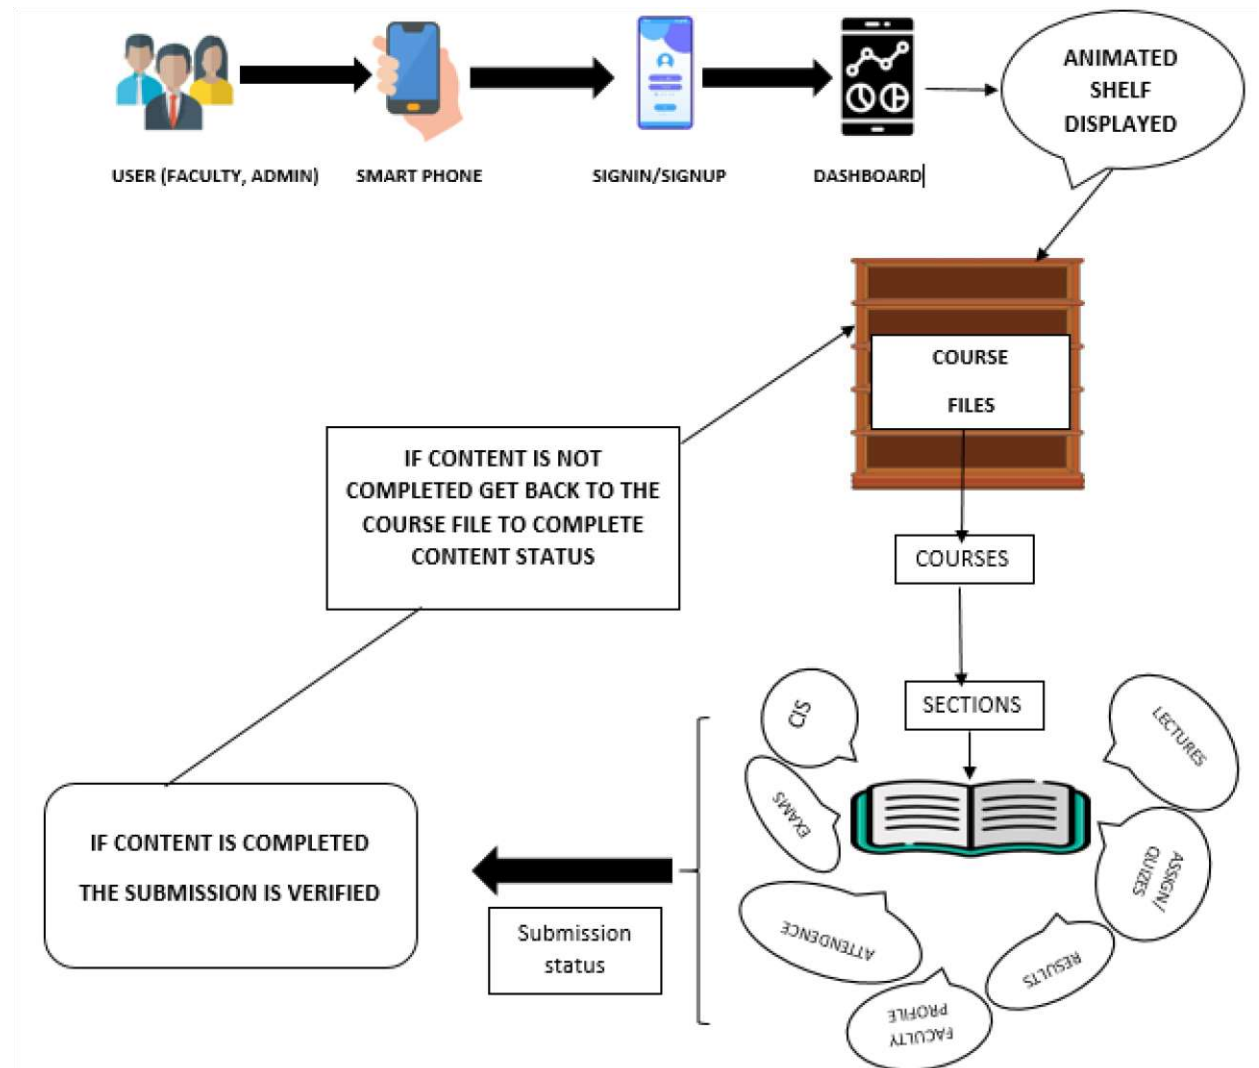 ANIMATED
SHELF
DISPLAYED
USER (FACULTY, ADMIN)
SMART PHONE
SIGNIN/SIGNUP
DASHBOARD
COURSE
FILES
IF CONTENT IS NOT
COMPLETED GET BACK TO THE
COURSE FILE TO COMPLETE
CONTENT STATUS
COURSES
SECTIONS
CIS
LECTURES
EXAMS
ASSIGN/
QUIZES
ATTENDENCE
RESULTS
FACULTY
PROFILE
IF CONTENT IS COMPLETED
THE SUBMISSION IS VERIFIED
Submission
status